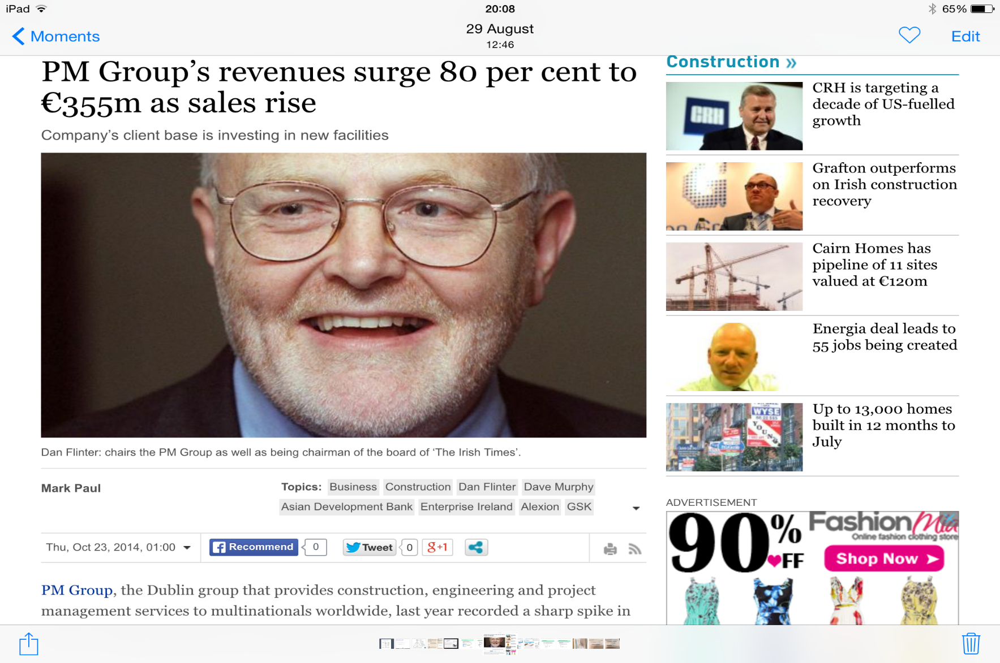 iPad
20:08
65%
Moments
29 August
12:46
Edit
PM Group’s revenues surge 80 per cent to
€355m as sales rise
Company’s client base is investing in new facilities
Dan Flinter: chairs the PM Group as well as being chairman of the board of ‘The Irish Times’.
Mark Paul
Topics: Business Construction Dan Flinter Dave Murphy
Asian Development Bank Enterprise Ireland Alexion GSK
Thu, Oct 23, 2014, 01:00
Recommend 0
Tweet 0
g+1
PM Group, the Dublin group that provides construction, engineering and project
management services to multinationals worldwide, last year recorded a sharp spike in
Construction »
CRH
CRH is targeting a
decade of US-fuelled
growth
Grafton outperforms
on Irish construction
recovery
Cairn Homes has
pipeline of 11 sites
valued at €120m
Energia deal leads to
55 jobs being created
WYSE
YOUNG
Up to 13,000 homes
built in 12 months to
July
ADVERTISEMENT
90% OFF
FashionMia
Online fashion clothing store
Shop Now